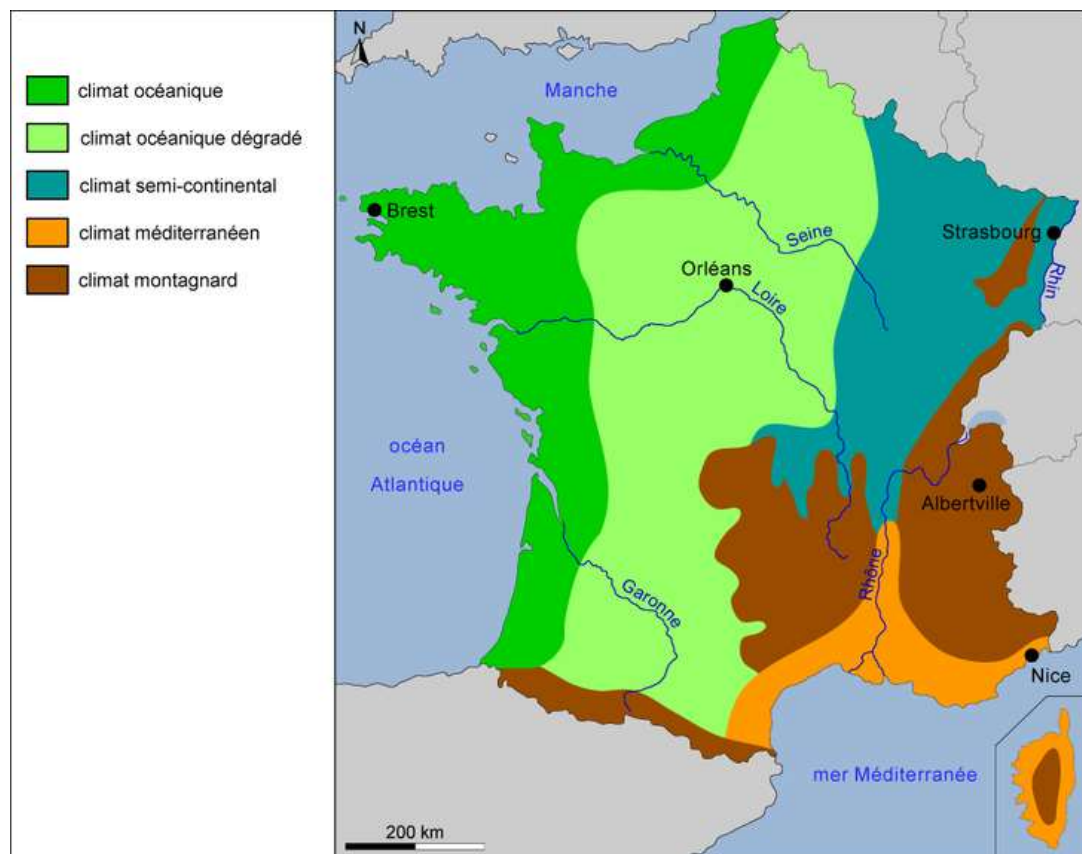 climat océanique
climat océanique dégradé
climat semi-continental
climat méditerranéen
climat montagnard
N
Manche
Brest
Strasbourg
Seine
Rhin
Orléans
Loire
océan
Atlantique
Albertville
Rhône
Garonne
Nice
mer Méditerranée
200 km